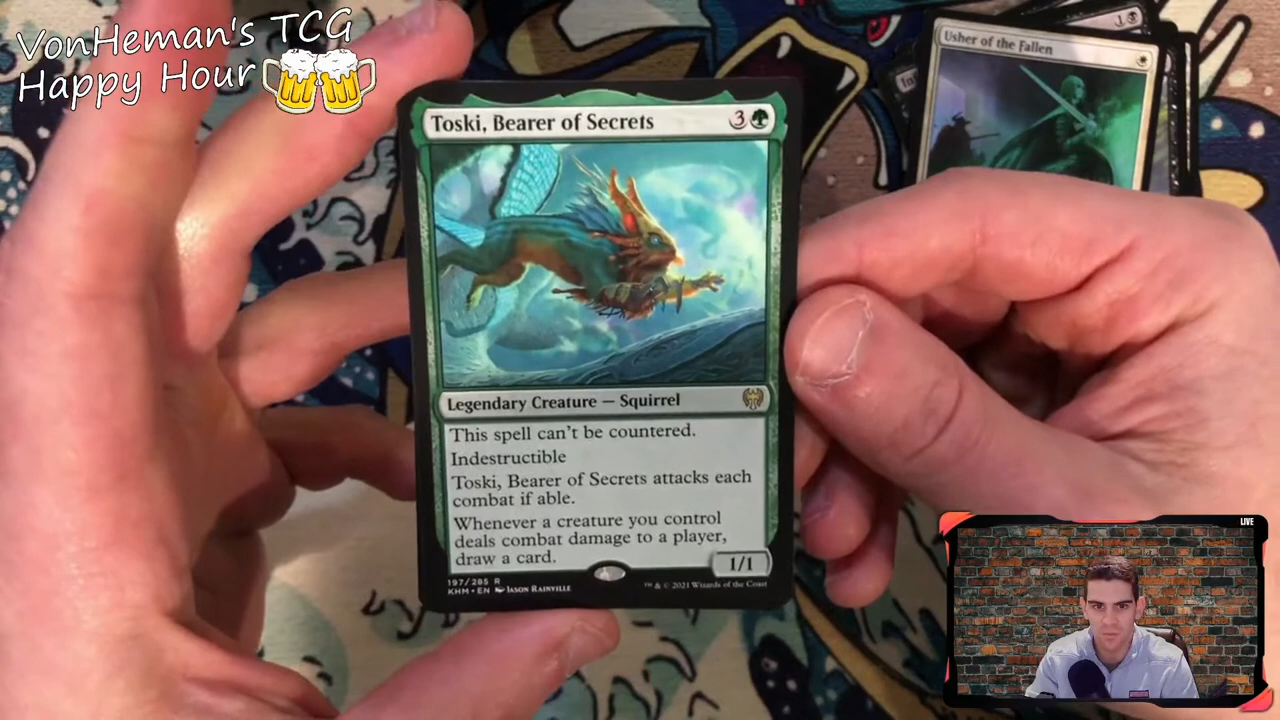 VonHeman's TCG
Happy Hour
Usher of the Fallen
1
Toski, Bearer of Secrets 3
Legendary Creature — Squirrel
This spell can't be countered.
Indestructible
Toski, Bearer of Secrets attacks each
combat if able.
Whenever a creature you control
deals combat damage to a player,
draw a card.
1/1
197/285 R
KHM • EN JASON RAINVILLE
™ & © 2021 Wizards of the Coast
LIVE